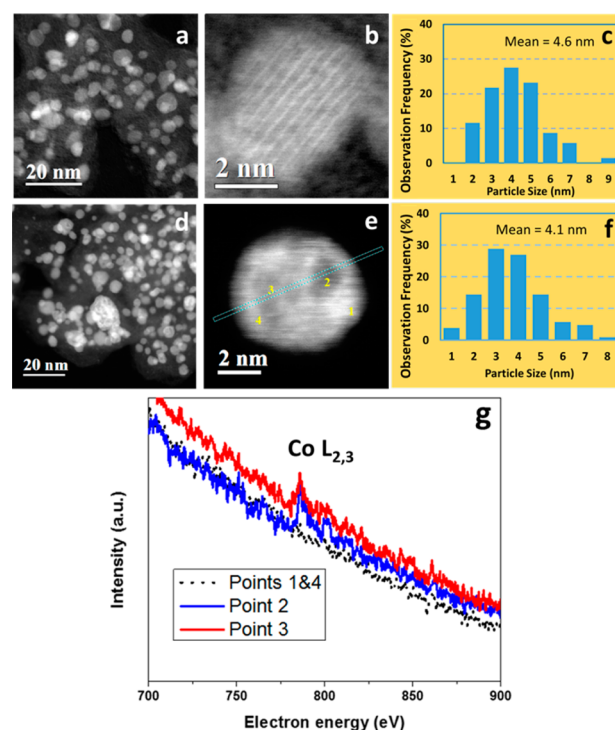 a
20 nm
b
2 nm
c
Mean = 4.6 nm
Observation Frequency (%)
40
30
20
10
0
1 2 3 4 5 6 7 8 9
Particle Size (nm)
d
20 nm
e
3
2
4
1
2 nm
f
Mean = 4.1 nm
Observation Frequency (%)
40
30
20
10
0
1 2 3 4 5 6 7 8
Particle Size (nm)
g
Co L2,3
Intensity (a.u.)
Points 1&4
Point 2
Point 3
700 750 800 850 900
Electron energy (eV)